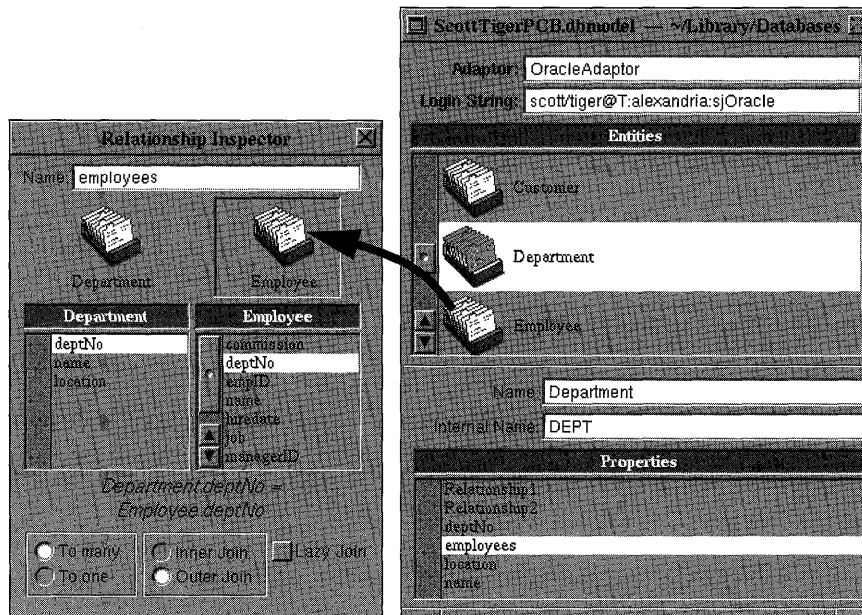 Relationship Inspector
Name: employees
Department
Employee
Department
deptNo
name
location
Employee
commission
deptNo
empID
name
hiredate
job
managerID
Department.deptNo =
Employee.deptNo
To many
To one
Inner Join
Outer Join
Lazy Join
ScottTigerPCB.dbmodel — ~/Library/Databases
Adaptor: OracleAdaptor
Login String: scott/tiger@T:alexandria:sjOracle
Entities
Customer
Department
Employee
Name: Department
Internal Name: DEPT
Properties
Relationship1
Relationship2
deptNo
employees
location
name